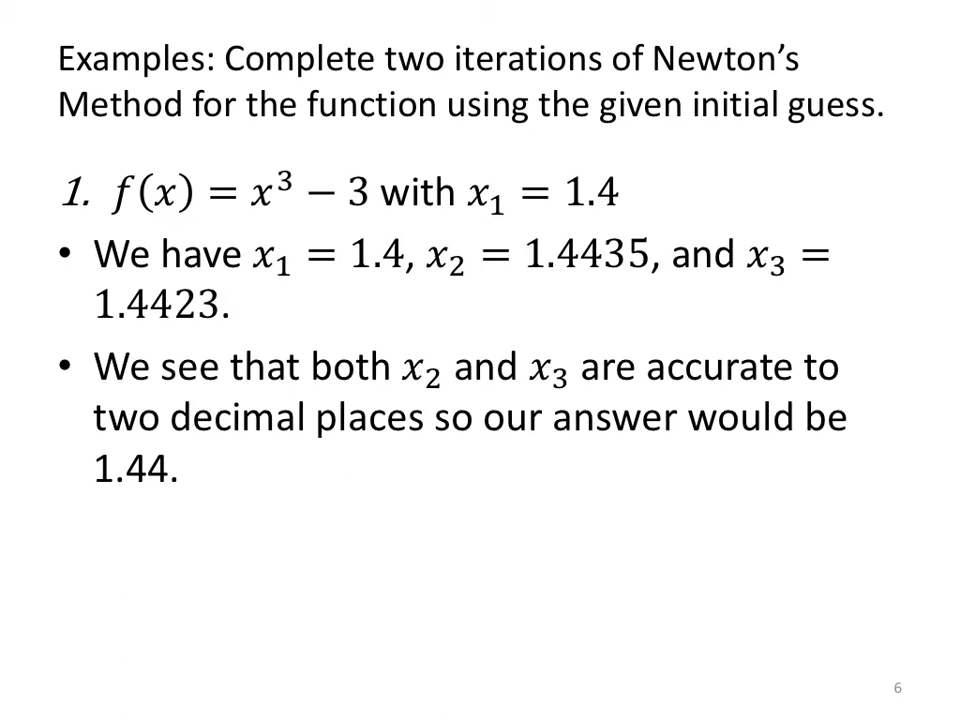 Examples: Complete two iterations of Newton’s
Method for the function using the given initial guess.
1. f(x) = x³ − 3 with x₁ = 1.4
• We have x₁ = 1.4, x₂ = 1.4435, and x₃ =
1.4423.
• We see that both x₂ and x₃ are accurate to
two decimal places so our answer would be
1.44.
6